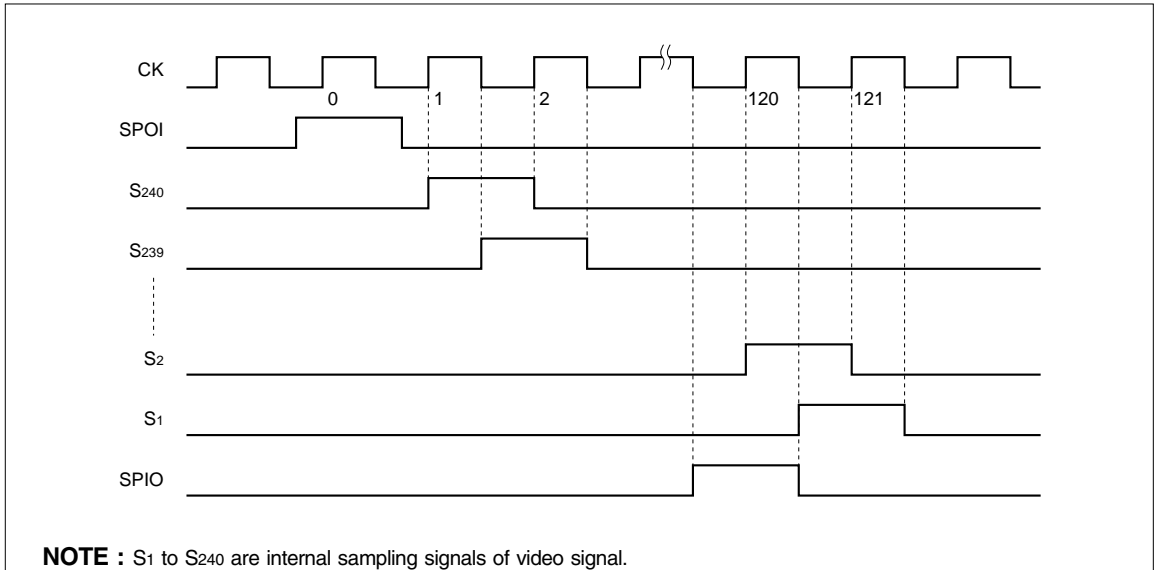 CK
0 1 2 120 121
SPOI
S240
S239
S2
S1
SPIO
NOTE : S1 to S240 are internal sampling signals of video signal.